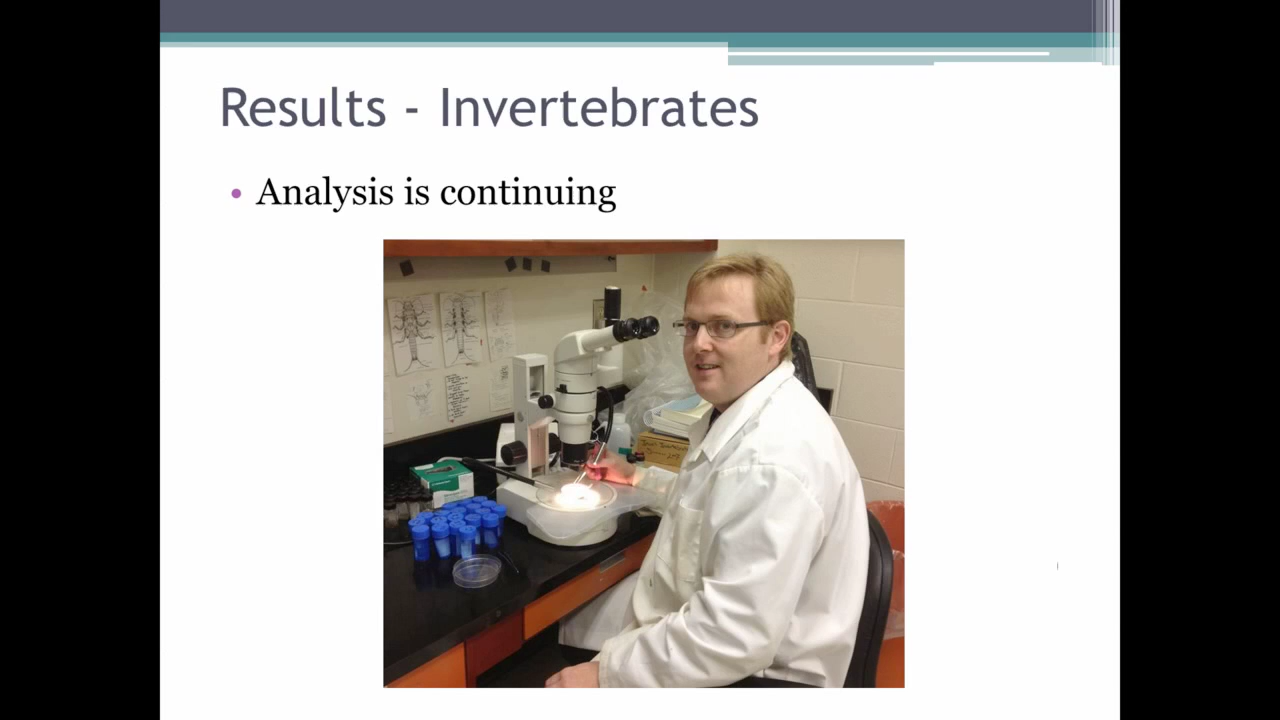 Results - Invertebrates
• Analysis is continuing